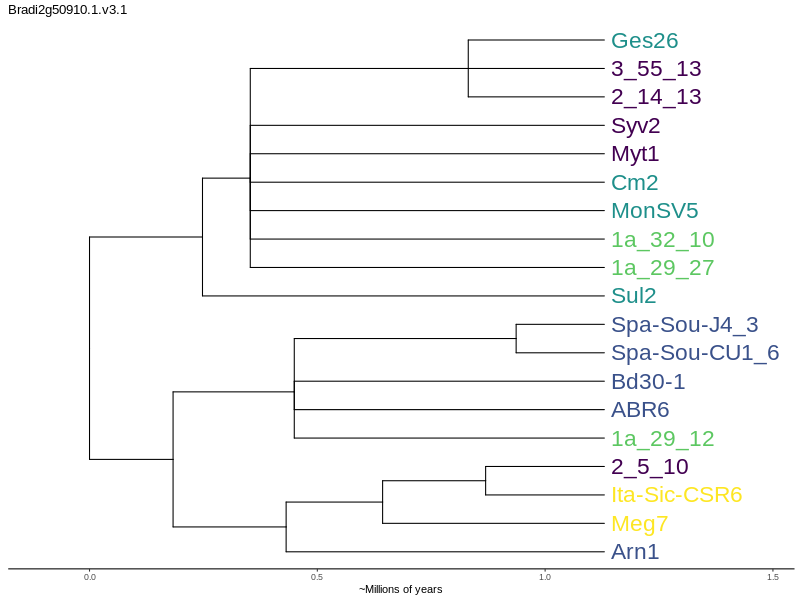 Bradi2g50910.1.v3.1
Ges26
3_55_13
2_14_13
Syv2
Myt1
Cm2
MonSV5
1a_32_10
1a_29_27
Sul2
Spa-Sou-J4_3
Spa-Sou-CU1_6
Bd30-1
ABR6
1a_29_12
2_5_10
Ita-Sic-CSR6
Meg7
Arn1
0.0 0.5 1.0 1.5
~Millions of years